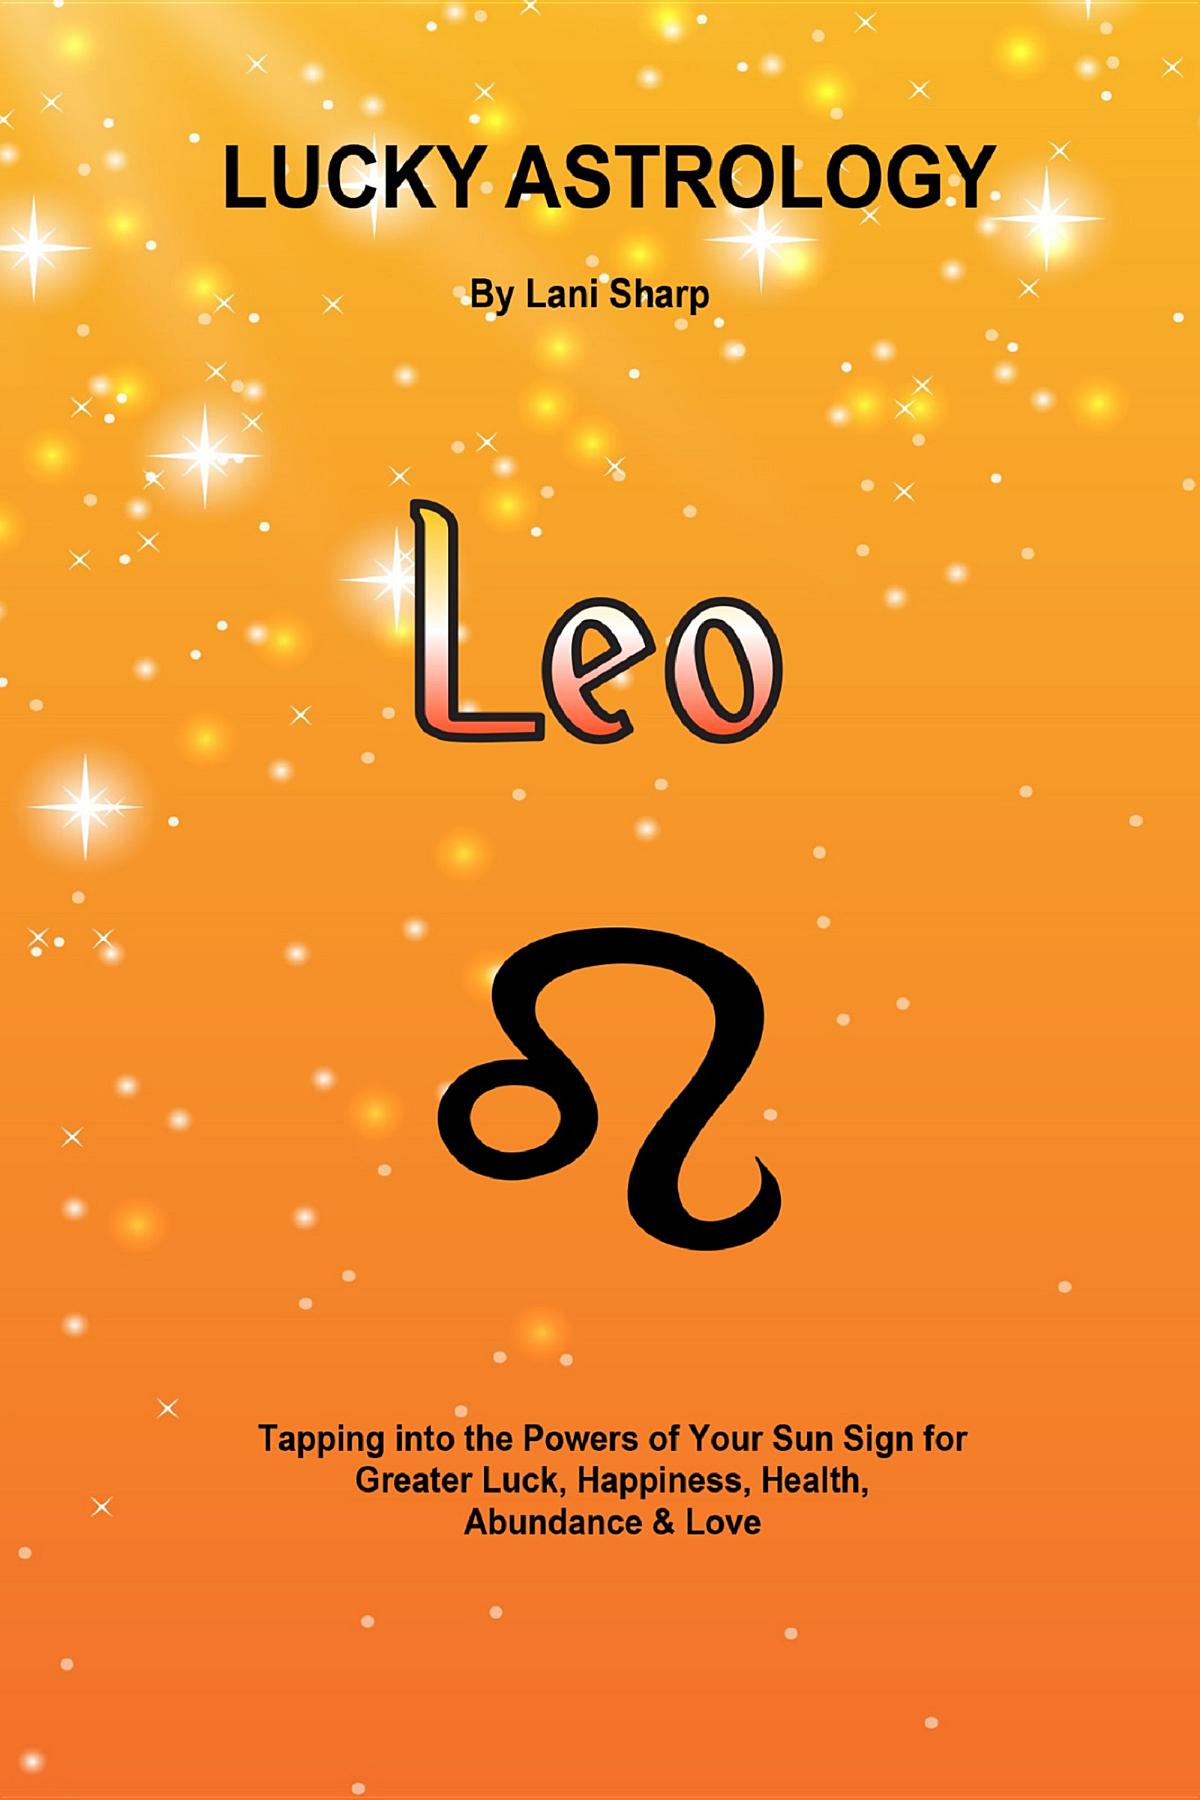 LUCKY ASTROLOGY
By Lani Sharp
Leo
Tapping into the Powers of Your Sun Sign for
Greater Luck, Happiness, Health,
Abundance & Love